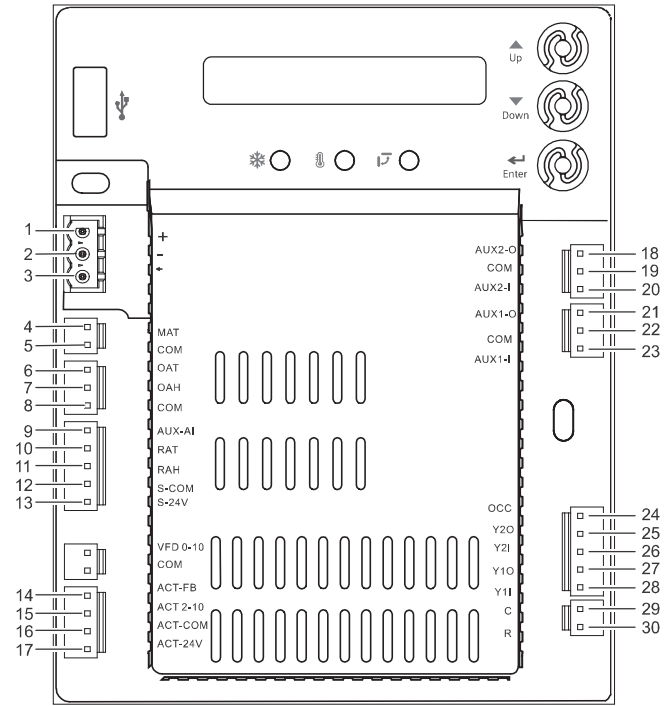 Up
Down
Enter
1
2
3
+
-
4
5
MAT
COM
6
7
8
OAT
OAH
COM
9
10
11
12
13
AUX-AI
RAT
RAH
S-COM
S-24V
VFD 0-10
COM
14
15
16
17
ACT-FB
ACT 2-10
ACT-COM
ACT-24V
AUX2-O
COM
AUX2-I
18
19
20
AUX1-O
COM
AUX1-I
21
22
23
OCC
Y2O
Y2I
Y1O
Y1I
24
25
26
27
28
C
R
29
30